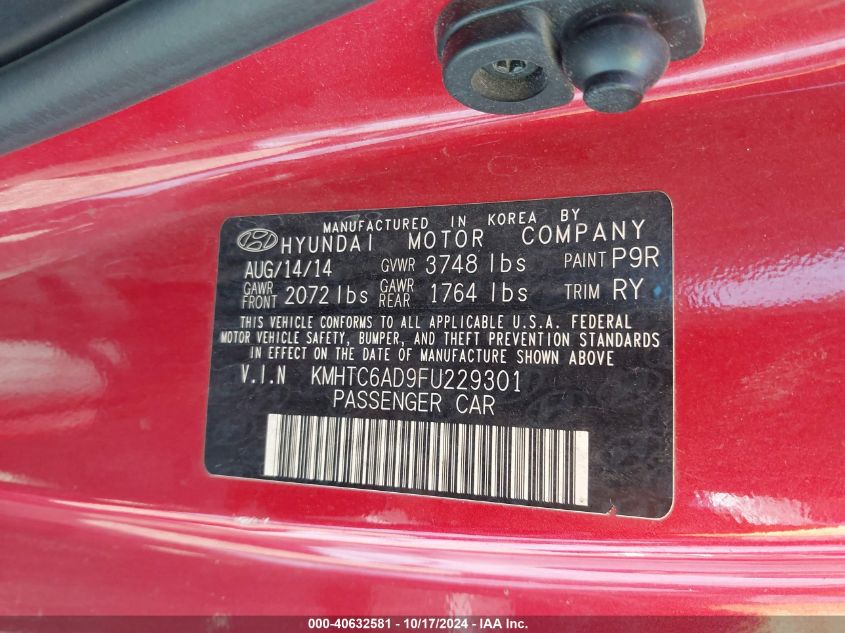 MANUFACTURED IN KOREA BY
HYUNDAI MOTOR COMPANY
AUG/14/14 GVWR 3748 lbs PAINT P9R
GAWR FRONT 2072 lbs GAWR REAR 1764 lbs TRIM RY
THIS VEHICLE CONFORMS TO ALL APPLICABLE U.S.A. FEDERAL
MOTOR VEHICLE SAFETY, BUMPER, AND THEFT PREVENTION STANDARDS
IN EFFECT ON THE DATE OF MANUFACTURE SHOWN ABOVE
V.I.N KMHTC6AD9FU229301
PASSENGER CAR
000-40632581 - 10/17/2024 - IAA Inc.